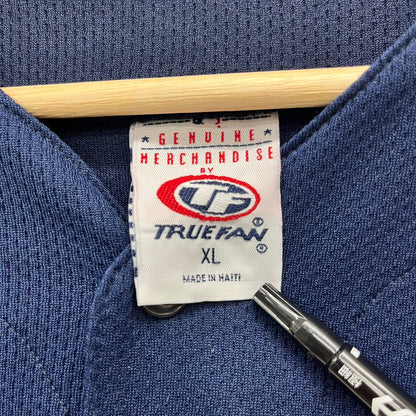 GENUINE
MERCHANDISE
BY
TF
TRUEFAN
XL
MADE IN HAITI